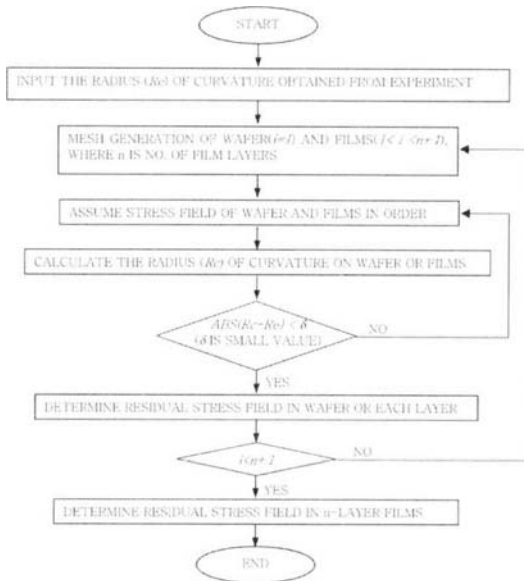 START
INPUT THE RADIUS (Re) OF CURVATURE OBTAINED FROM EXPERIMENT
MESH GENERATION OF WAFER(i=1) AND FILMS(1< i ≤n+1),
WHERE n IS NO. OF FILM LAYERS
ASSUME STRESS FIELD OF WAFER AND FILMS IN ORDER
CALCULATE THE RADIUS (Rc) OF CURVATURE ON WAFER OR FILMS
ABS(Rc-Re) < δ
(δ IS SMALL VALUE)
NO
YES
DETERMINE RESIDUAL STRESS FIELD IN WAFER OR EACH LAYER
i<n+1
NO
YES
DETERMINE RESIDUAL STRESS FIELD IN n-LAYER FILMS
END